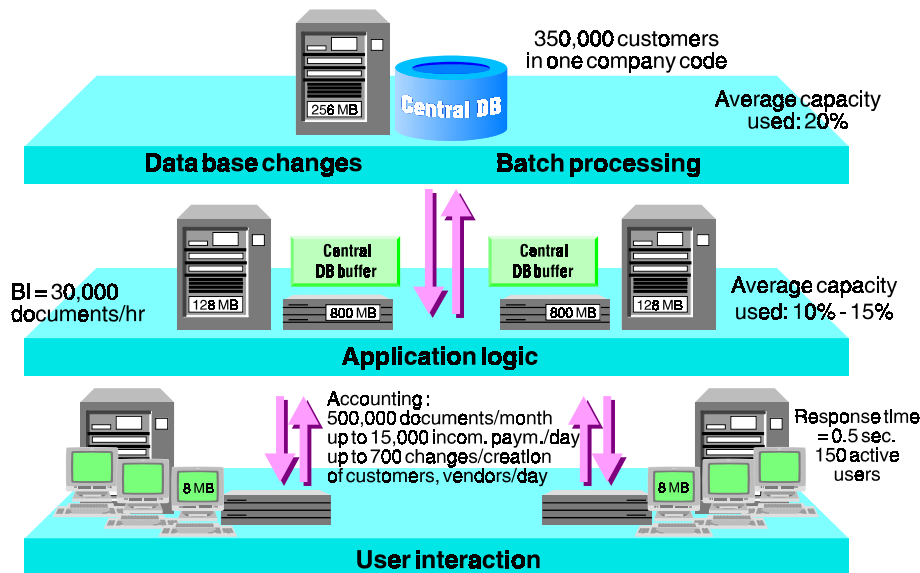 350,000 customers
in one company code
256 MB
Central DB
Average capacity
used: 20%
Data base changes
Batch processing
Central
DB buffer
Central
DB buffer
BI = 30,000
documents/hr
128 MB
800 MB
800 MB
128 MB
Average capacity
used: 10% - 15%
Application logic
Accounting :
500,000 documents/month
up to 15,000 incom. paym./day
up to 700 changes/creation
of customers, vendors/day
Response time
= 0.5 sec.
150 active
users
8 MB
8 MB
User interaction